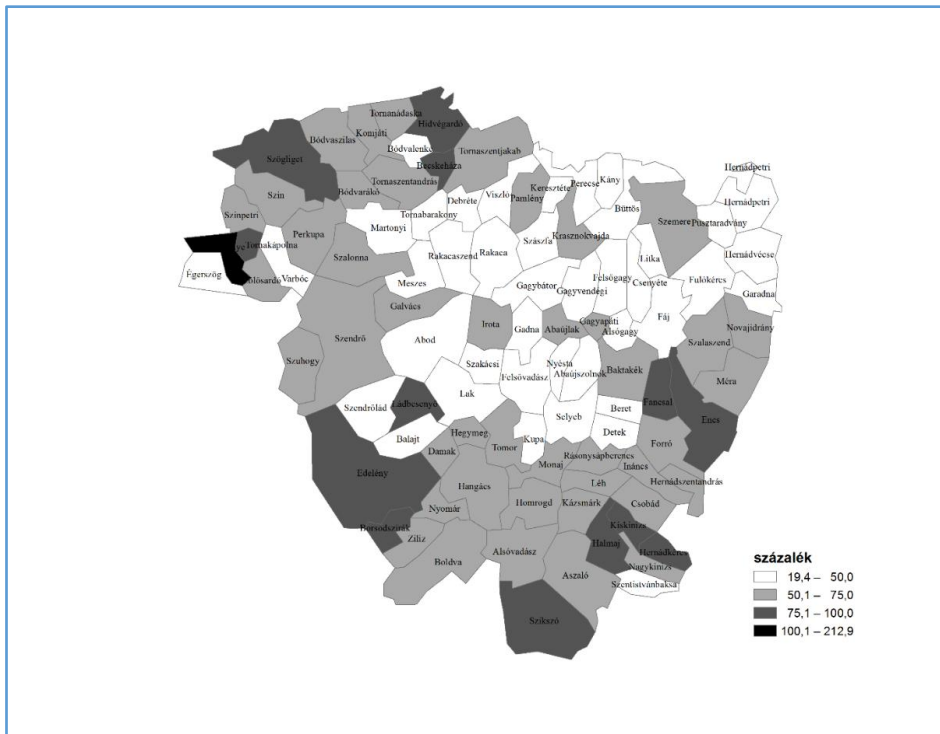 Tornanádaska
Hídvégardó
Bódvaszilas
Komjáti
Bódvalenke
Szögliget
Becskeháza
Tornaszentjakab
Tornaszentandrás
Szin
Bódvarákó
Debréte
Viszló
Pamlény
Keresztéte
Perecse
Kány
Hernádpetri
Szinpetri
Tornabarakony
Büttös
Szemere
Pusztaradvány
Hernádpetri
Martonyi
Perkupa
Tornakápolna
Szászfa
Krasznokvajda
Rakaca
Rakacaszend
Szalonna
Litka
Hernádvécse
Égerszög
Varbóc
Meszes
Gagybátor
Gagyvendégi
Felsőgagy
Csenyéte
Fulókércs
Garadna
Galvács
Irota
Gadna
Abaújlak
Gagyapáti
Alsógagy
Fáj
Novajidrány
Szendrő
Abod
Szalaszend
Szuhogy
Szakácsi
Felsővadász
Nyésta
Abaújszolnok
Baktakék
Méra
Lak
Szendrőlád
Ládbesenyő
Fancsal
Encs
Selyeb
Beret
Balajt
Hegymeg
Tomor
Kupa
Detek
Forró
Damak
Monaj
Rásonysápberencs
Ináncs
Edelény
Hangács
Léh
Hernádszentandrás
Nyomár
Homrogd
Kázsmárk
Csobád
Borsodszirák
Ziliz
Kiskinizs
Halmaj
Hernádkércs
Boldva
Alsóvadász
Aszaló
Nagykinizs
Szentistvánbaksa
Szikszó
százalék
19,4 – 50,0
50,1 – 75,0
75,1 – 100,0
100,1 – 212,9